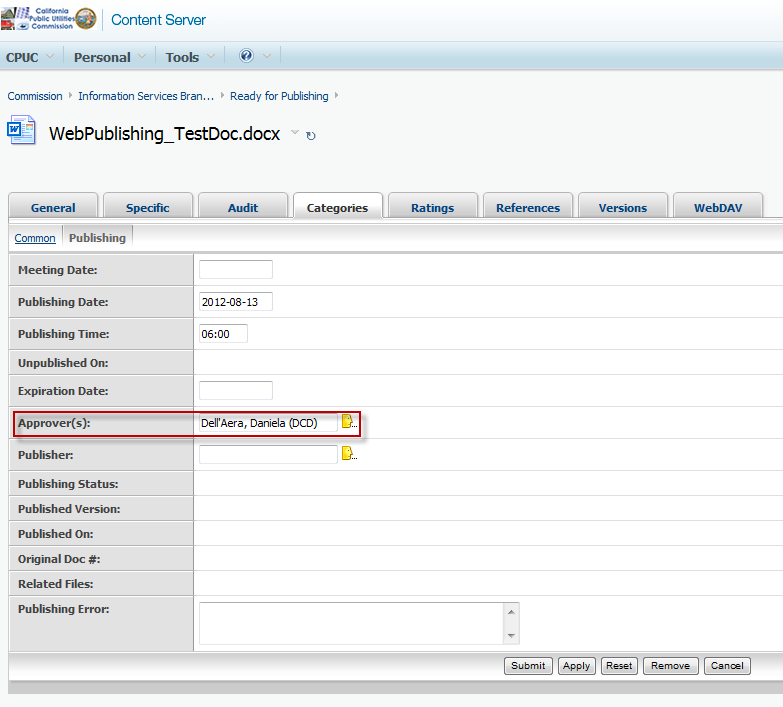 California
Public Utilities
Commission
Content Server
CPUC Personal Tools
Commission Information Services Bran... Ready for Publishing
WebPublishing_TestDoc.docx
General Specific Audit Categories Ratings References Versions WebDAV
Common Publishing
Meeting Date:
Publishing Date: 2012-08-13
Publishing Time: 06:00
Unpublished On:
Expiration Date:
Approver(s): Dell'Aera, Daniela (DCD) ...
Publisher: ...
Publishing Status:
Published Version:
Published On:
Original Doc #:
Related Files:
Publishing Error:
Submit Apply Reset Remove Cancel